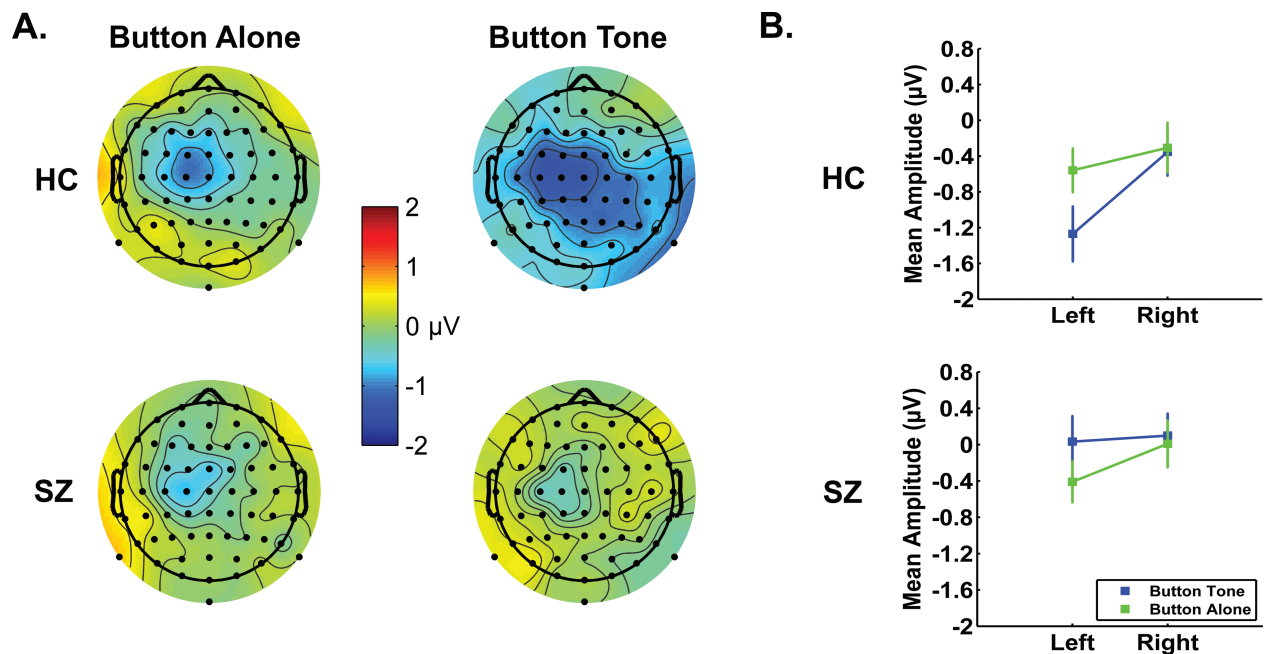 A.
Button Alone
Button Tone
HC
2
1
0 µV
-1
-2
SZ
B.
HC
Mean Amplitude (µV)
0.8
0.4
0
-0.4
-0.8
-1.2
-1.6
-2
Left Right
SZ
Mean Amplitude (µV)
0.8
0.4
0
-0.4
-0.8
-1.2
-1.6
-2
Button Tone
Button Alone
Left Right